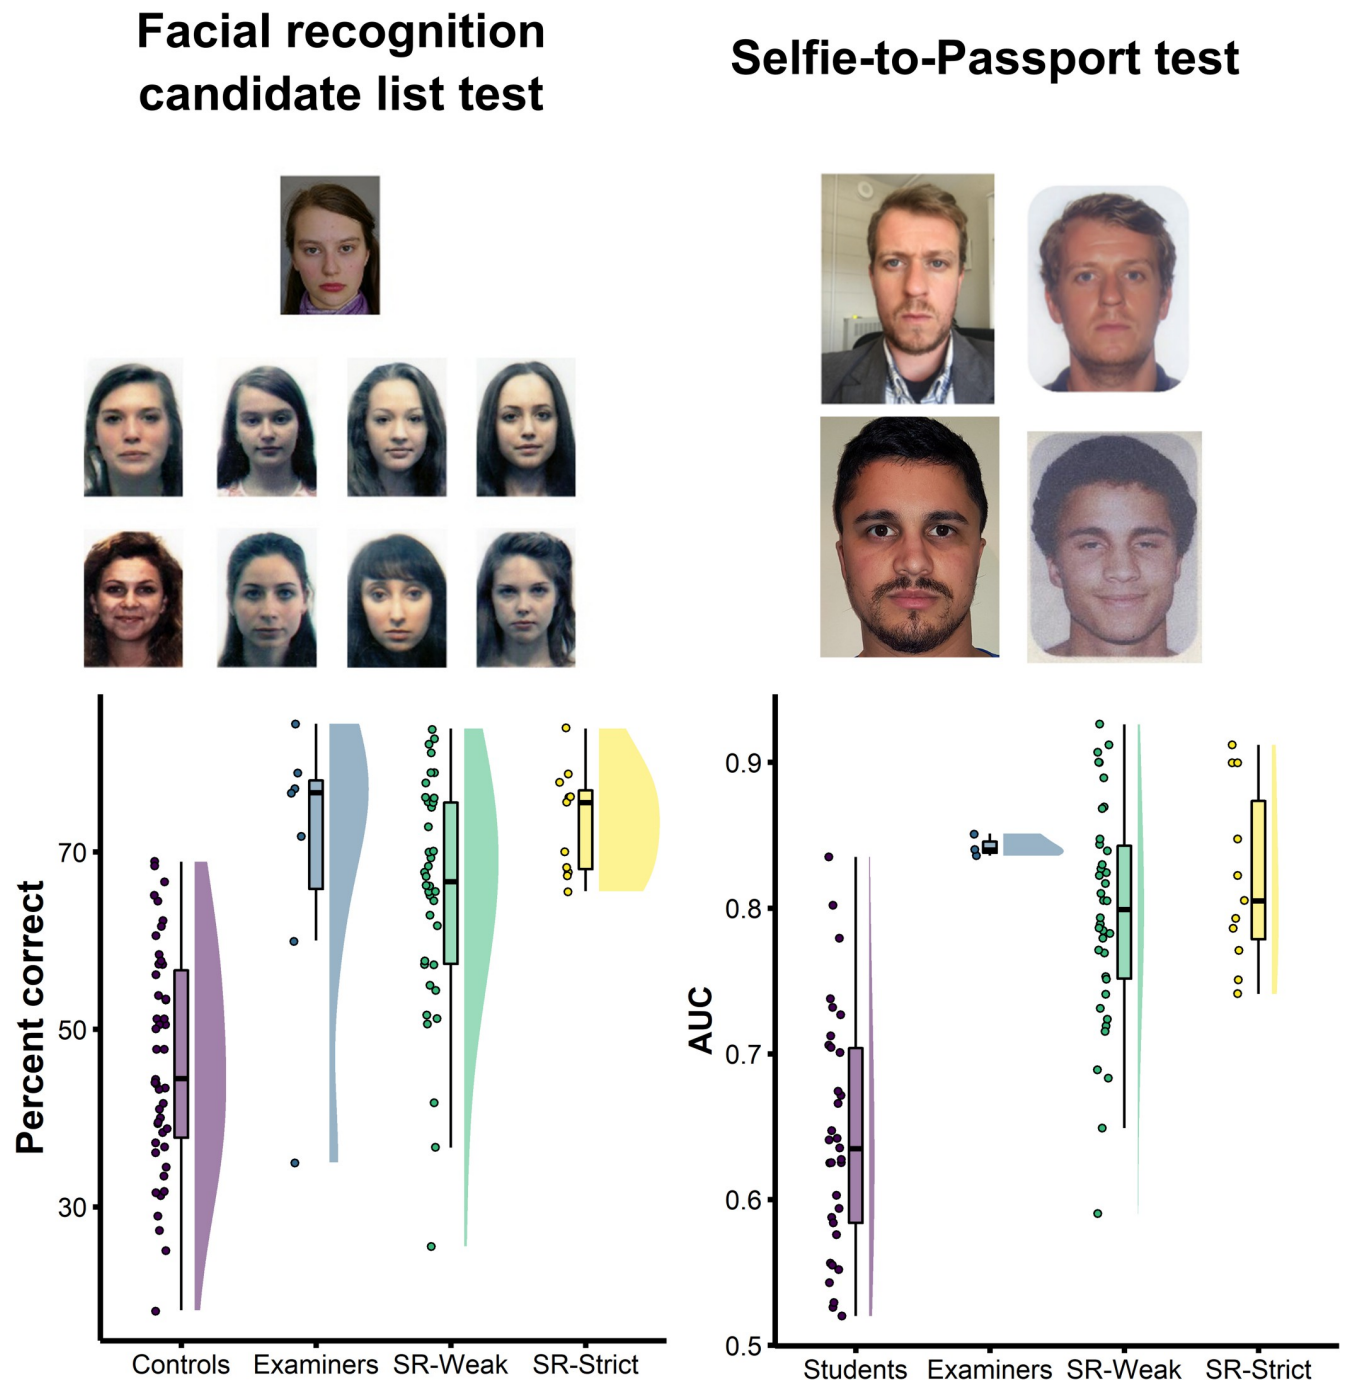 Facial recognition
candidate list test
Selfie-to-Passport test
Percent correct
70
50
30
Controls Examiners SR-Weak SR-Strict
AUC
0.9
0.8
0.7
0.6
0.5
Students Examiners SR-Weak SR-Strict